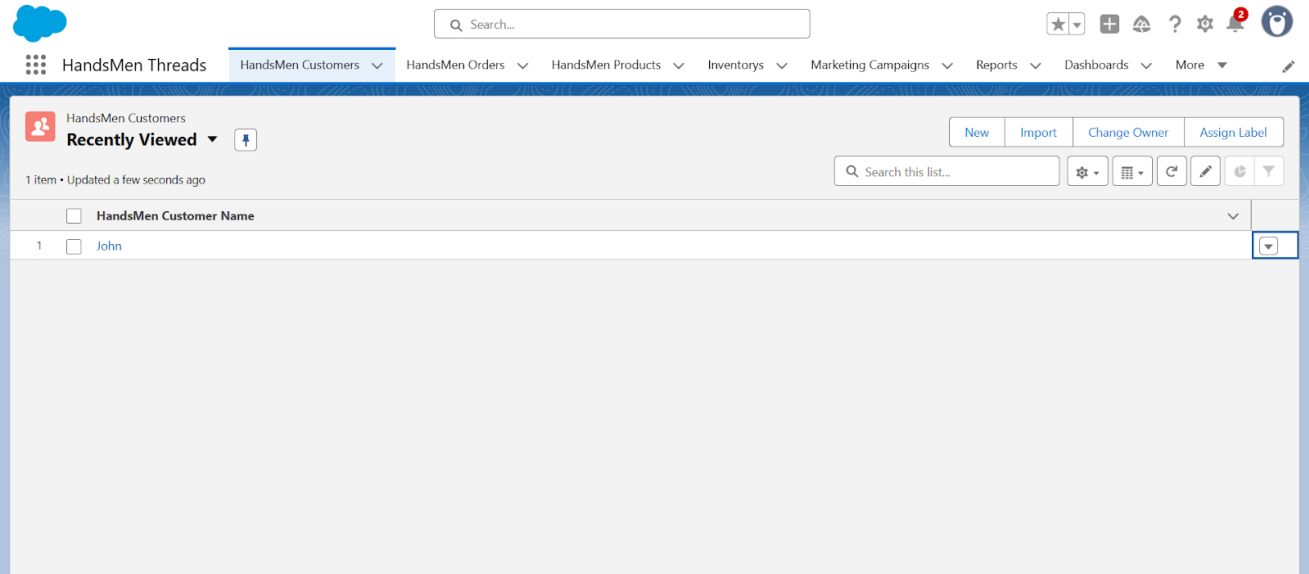 Search...
2
HandsMen Threads
HandsMen Customers
HandsMen Orders
HandsMen Products
Inventorys
Marketing Campaigns
Reports
Dashboards
More
HandsMen Customers
Recently Viewed
New
Import
Change Owner
Assign Label
1 item • Updated a few seconds ago
Search this list...
HandsMen Customer Name
1 John